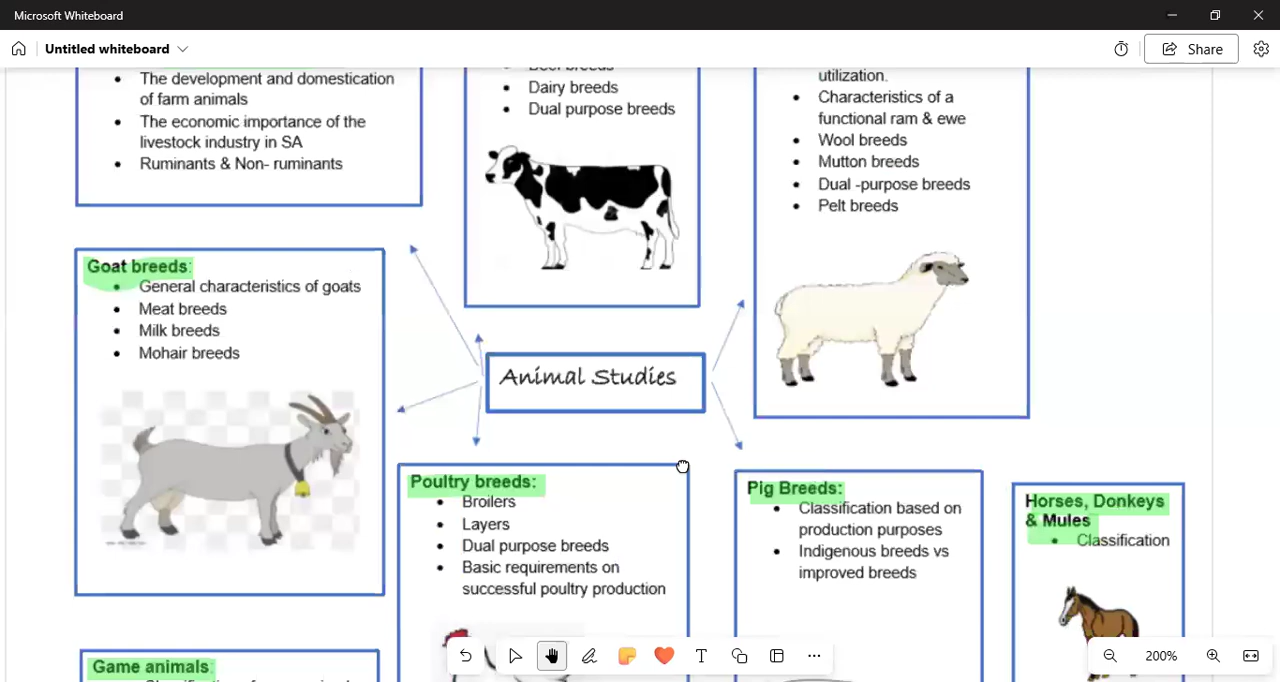 Microsoft Whiteboard
Untitled whiteboard
Share
• The development and domestication
of farm animals
• The economic importance of the
livestock industry in SA
• Ruminants & Non- ruminants
Beef breeds
• Dairy breeds
• Dual purpose breeds
utilization.
• Characteristics of a
functional ram & ewe
• Wool breeds
• Mutton breeds
• Dual -purpose breeds
• Pelt breeds
Goat breeds:
• General characteristics of goats
• Meat breeds
• Milk breeds
• Mohair breeds
Animal Studies
Poultry breeds:
• Broilers
• Layers
• Dual purpose breeds
• Basic requirements on
successful poultry production
Pig Breeds:
• Classification based on
production purposes
• Indigenous breeds vs
improved breeds
Horses, Donkeys
& Mules
• Classification
Game animals:
200%